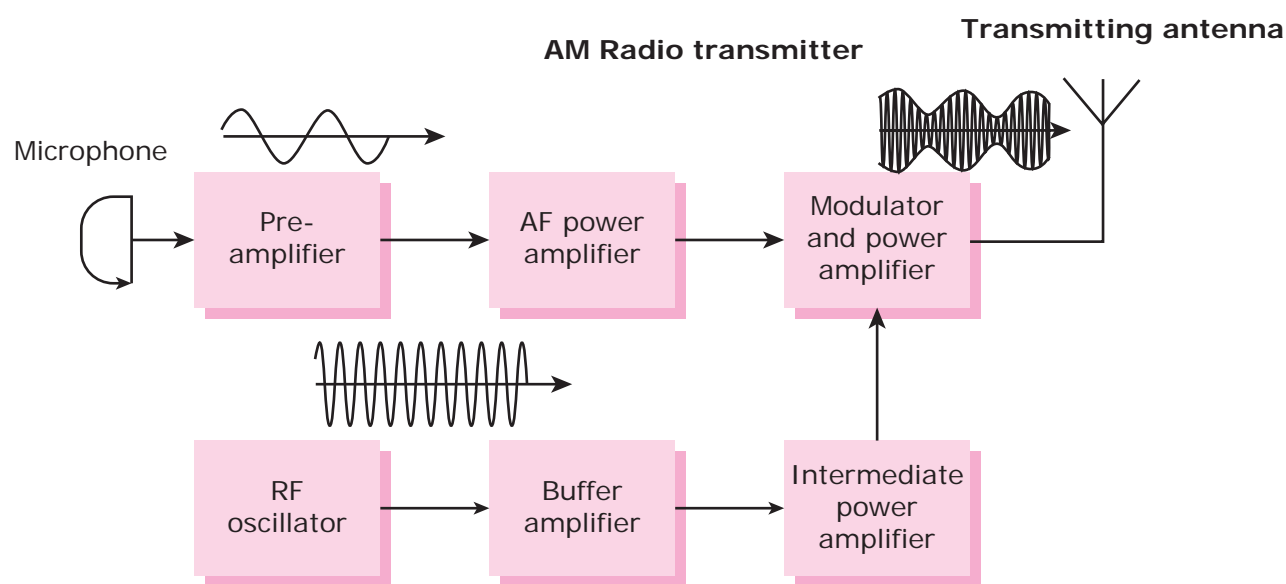 Transmitting antenna
AM Radio transmitter
Microphone
Pre-
amplifier
AF power
amplifier
Modulator
and power
amplifier
RF
oscillator
Buffer
amplifier
Intermediate
power
amplifier